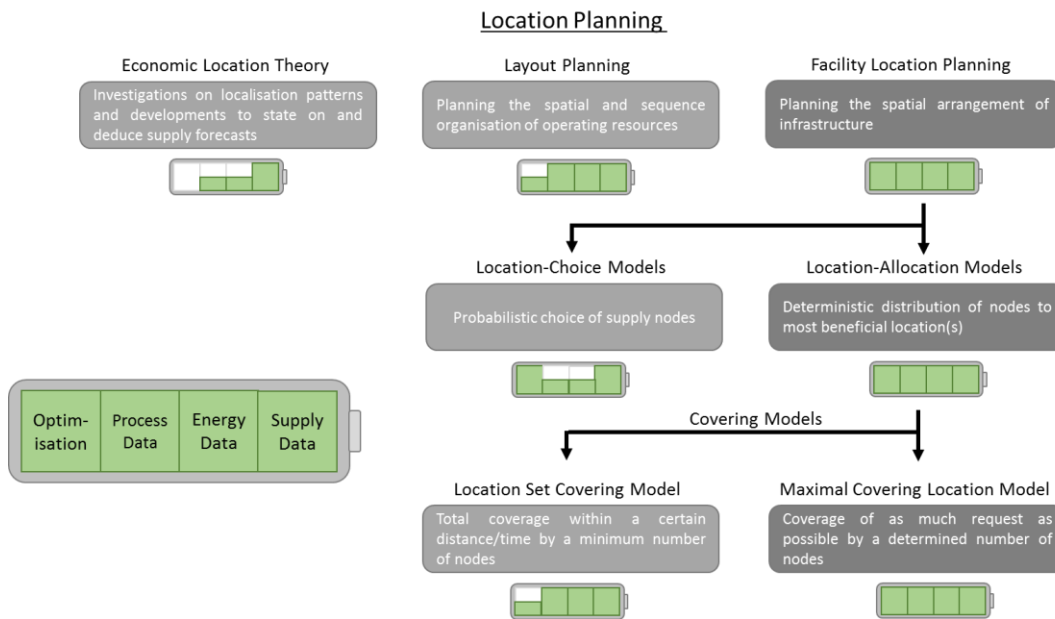 Location Planning
Economic Location Theory
Investigations on localisation patterns
and developments to state on and
deduce supply forecasts
Layout Planning
Planning the spatial and sequence
organisation of operating resources
Facility Location Planning
Planning the spatial arrangement of
infrastructure
Location-Choice Models
Probabilistic choice of supply nodes
Location-Allocation Models
Deterministic distribution of nodes to
most beneficial location(s)
Optim-
isation
Process
Data
Energy
Data
Supply
Data
Covering Models
Location Set Covering Model
Total coverage within a certain
distance/time by a minimum number
of nodes
Maximal Covering Location Model
Coverage of as much request as
possible by a determined number of
nodes